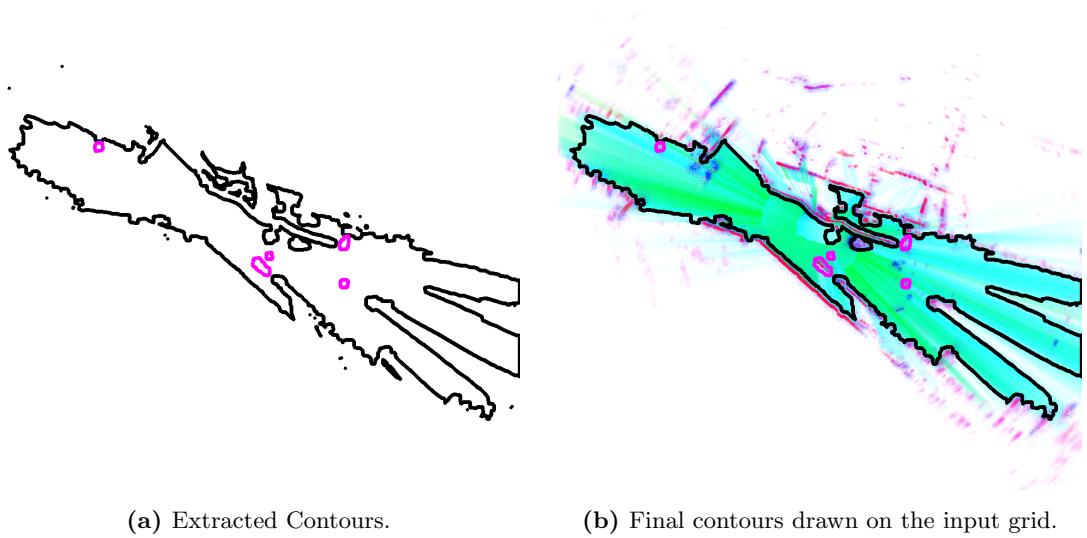 (a) Extracted Contours.
(b) Final contours drawn on the input grid.